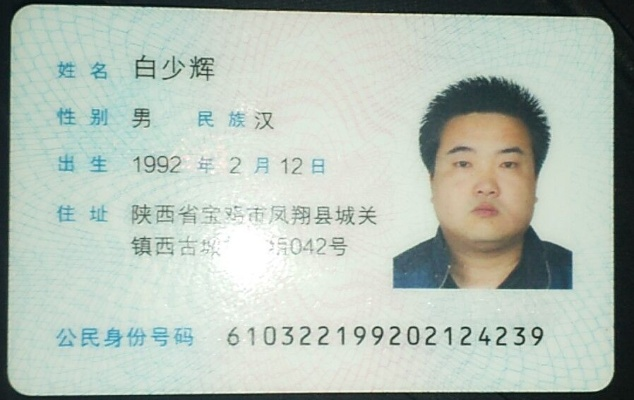 姓名 白少辉
性别 男 民族 汉
出生 1992 年 2 月 12 日
住址 陕西省宝鸡市凤翔县城关
镇西古城 042号
公民身份号码 610322199202124239